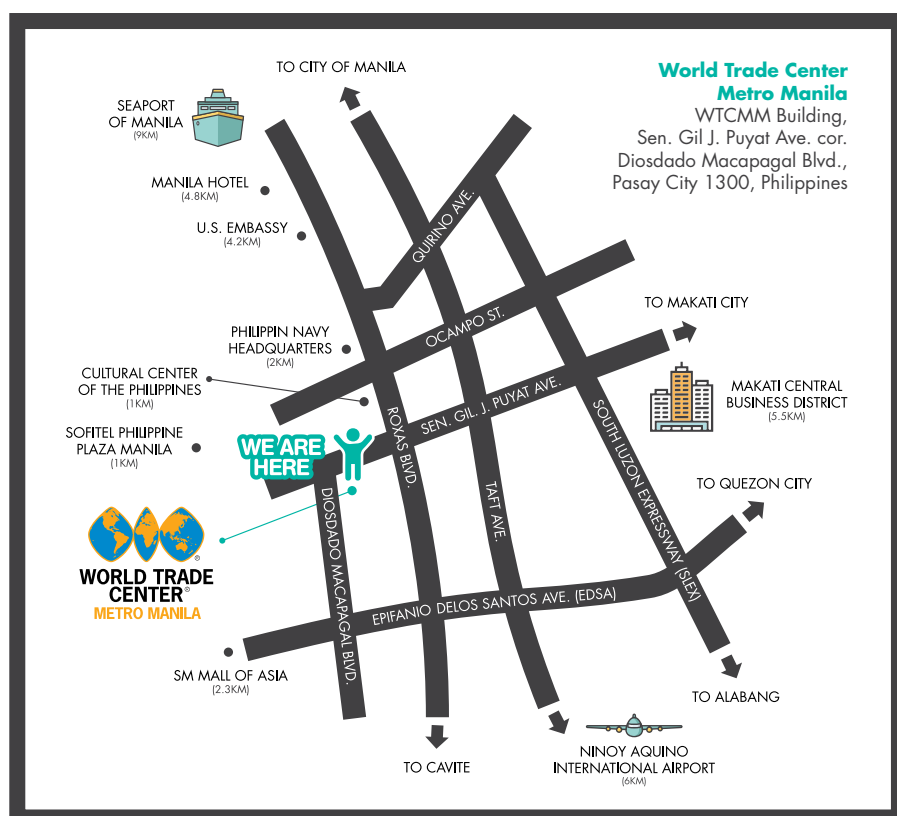 TO CITY OF MANILA
World Trade Center
Metro Manila
WTCMM Building,
Sen. Gil J. Puyat Ave. cor.
Diosdado Macapagal Blvd.,
Pasay City 1300, Philippines
SEAPORT
OF MANILA
(9KM)
MANILA HOTEL
(4.8KM)
U.S. EMBASSY
(4.2KM)
QUIRINO AVE.
TO MAKATI CITY
OCAMPO ST.
PHILIPPIN NAVY
HEADQUARTERS
(2KM)
CULTURAL CENTER
OF THE PHILIPPINES
(1KM)
SEN. GIL. J. PUYAT AVE.
MAKATI CENTRAL
BUSINESS DISTRICT
(5.5KM)
ROXAS BLVD.
SOUTH LUZON EXPRESSWAY (SLEX)
SOFITEL PHILIPPINE
PLAZA MANILA
(1KM)
WE ARE
HERE
DIOSDADO MACAPAGAL BLVD.
TAFT AVE.
TO QUEZON CITY
®
WORLD TRADE
CENTER®
METRO MANILA
EPIFANIO DELOS SANTOS AVE. (EDSA)
SM MALL OF ASIA
(2.3KM)
TO ALABANG
TO CAVITE
NINOY AQUINO
INTERNATIONAL AIRPORT
(6KM)